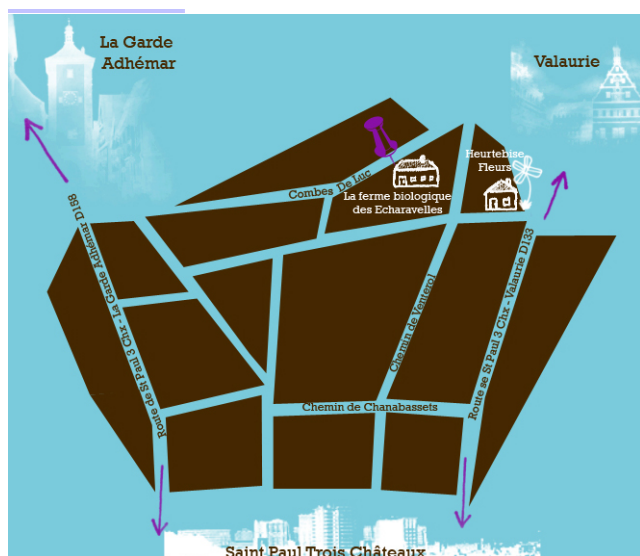 La Garde
Adhémar
Valaurie
Heurtebise
Fleurs
Combes De Luc
La ferme biologique
des Echaravelles
Route de St Paul 3 Chx - La Garde Adhémar D158
Chemin de Venterol
Route se St Paul 3 Chx - Valaurie D133
Chemin de Chanabassets
Saint Paul Trois Châteaux